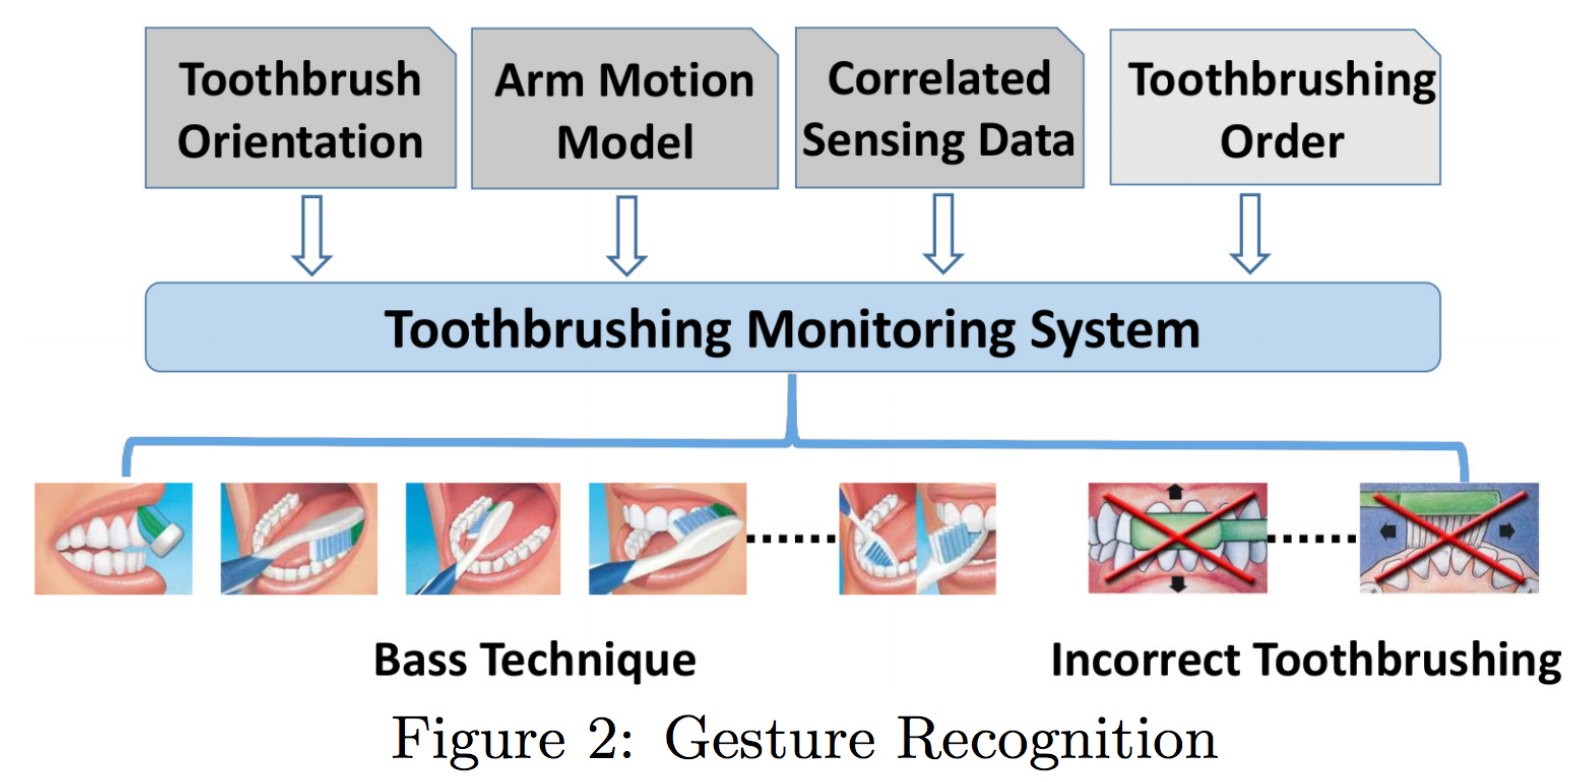 Toothbrush
Orientation
Arm Motion
Model
Correlated
Sensing Data
Toothbrushing
Order
Toothbrushing Monitoring System
Bass Technique
Incorrect Toothbrushing
Figure 2: Gesture Recognition